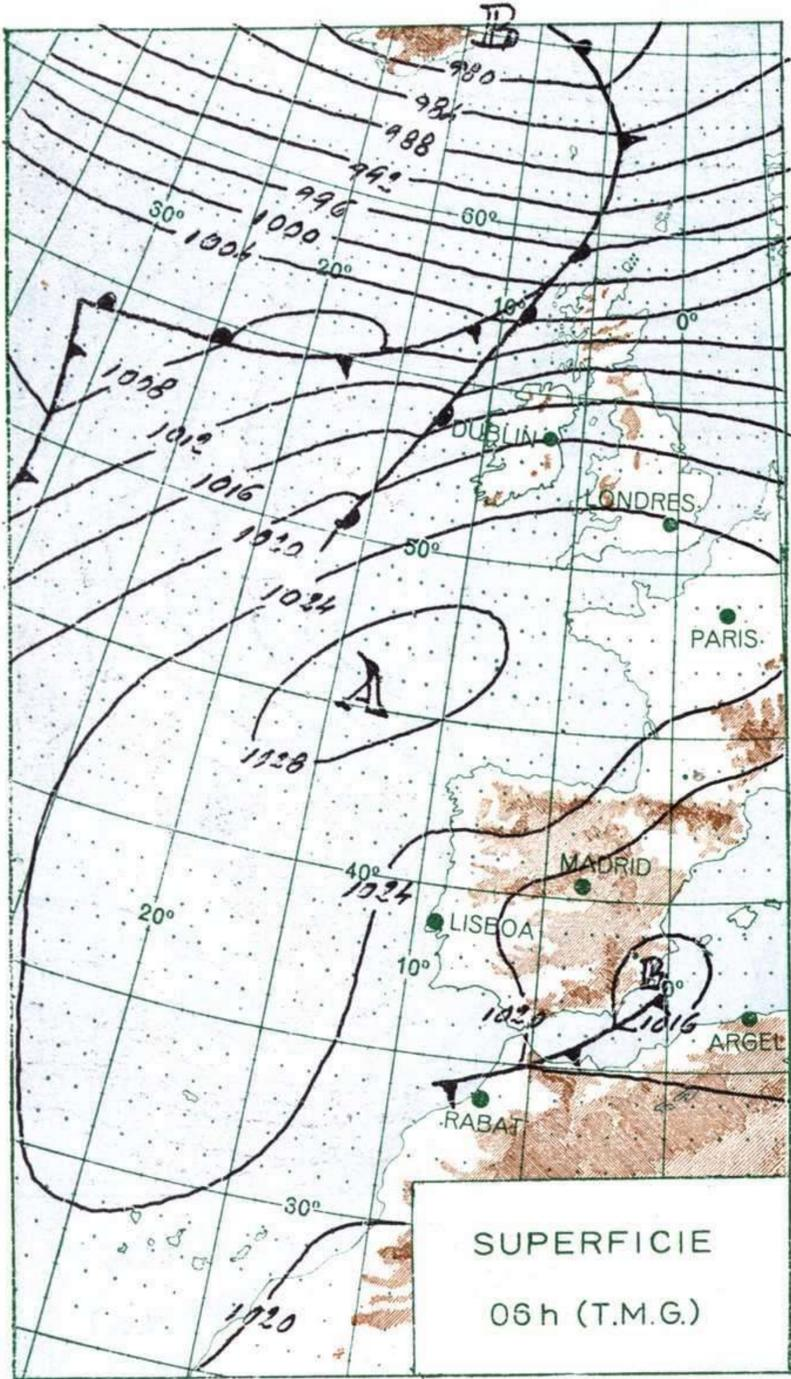 B
980
984
988
992
996
60°
30°
1000
1004
20°
10°
0°
1008
DUBLIN
1012
1016
LONDRES
1020
50°
1024
PARIS
A
1028
MADRID
40°
1024
20°
LISBOA
10°
B
0°
1020
1016
ARGEL
RABAT
30°
SUPERFICIE
06h (T.M.G.)
1020